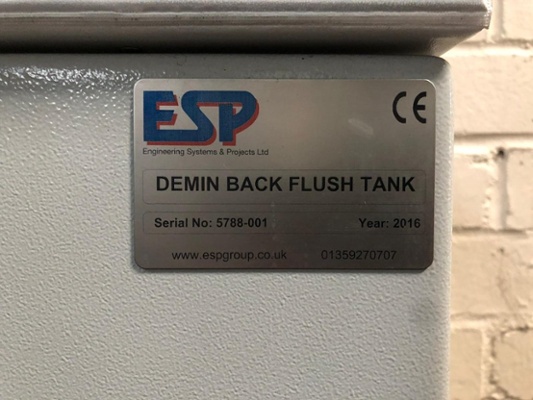 ESP CE
Engineering Systems & Projects Ltd
DEMIN BACK FLUSH TANK
Serial No: 5788-001 Year: 2016
www.espgroup.co.uk 01359270707